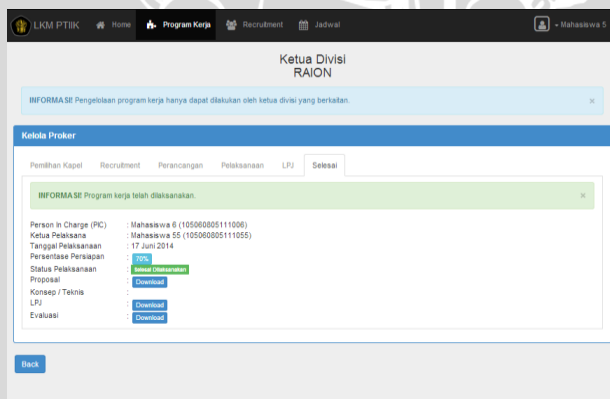 LKM PTIIK Home Program Kerja Recruitment Jadwal - Mahasiswa 5
Ketua Divisi
RAION
INFORMASI! Pengelolaan program kerja hanya dapat dilakukan oleh ketua divisi yang berkaitan. ×
Kelola Proker
Pemilihan Kapel Recruitment Perancangan Pelaksanaan LPJ Selesai
INFORMASI! Program kerja telah dilaksanakan. ×
Person In Charge (PIC) : Mahasiswa 6 (105060805111006)
Ketua Pelaksana : Mahasiswa 55 (105060805111055)
Tanggal Pelaksanaan : 17 Juni 2014
Persentase Persiapan : 70%
Status Pelaksanaan : Selesai Dilaksanakan
Proposal : Download
Konsep / Teknis :
LPJ : Download
Evaluasi : Download
Back